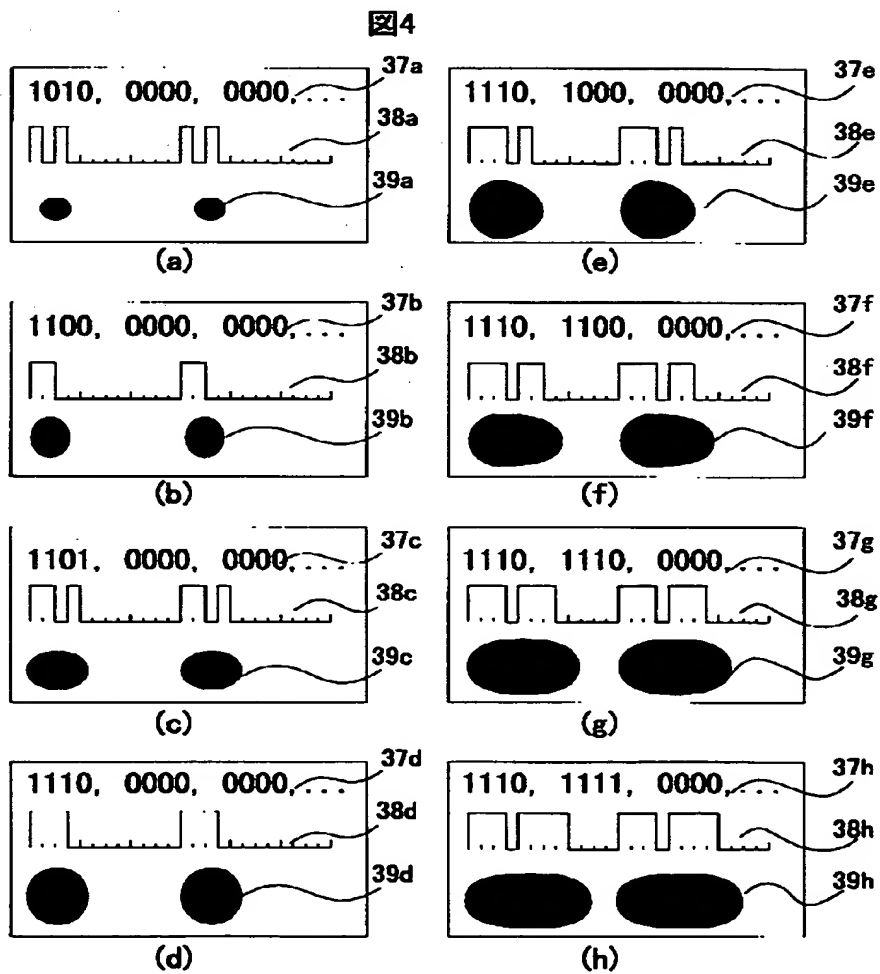 図4
1010, 0000, 0000,... 37a
38a
39a
(a)
1100, 0000, 0000,... 37b
38b
39b
(b)
1101, 0000, 0000,... 37c
38c
39c
(c)
1110, 0000, 0000,... 37d
38d
39d
(d)
1110, 1000, 0000,... 37e
38e
39e
(e)
1110, 1100, 0000,... 37f
38f
39f
(f)
1110, 1110, 0000,... 37g
38g
39g
(g)
1110, 1111, 0000,... 37h
38h
39h
(h)